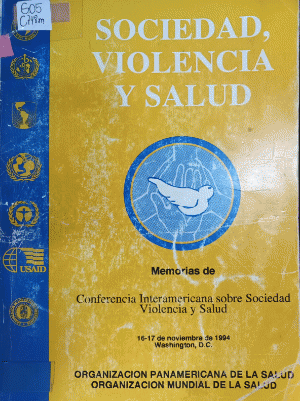 605
SOCIEDAD,
VIOLENCIA
Y SALUD
USAID
Memorias de
Conferencia Interamericana sobre Sociedad
Violencia y Salud
16-17 de noviembre de 1994
Washington, D.C.
ORGANIZACION PANAMERICANA DE LA SALUD
ORGANIZACION MUNDIAL DE LA SALUD